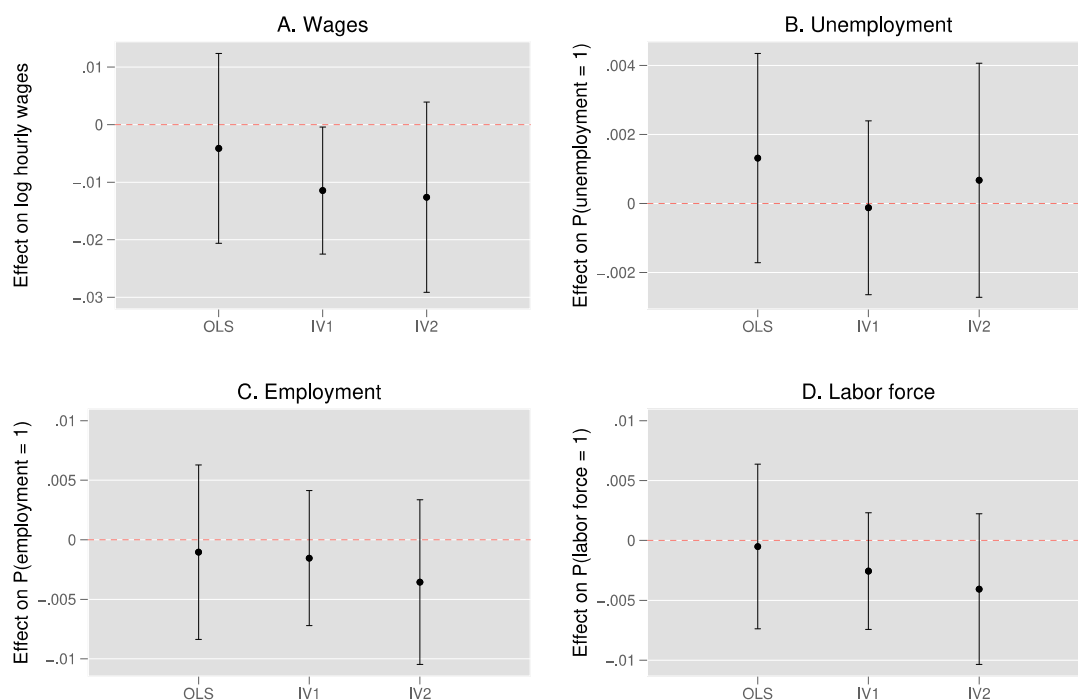 A. Wages
Effect on log hourly wages
.01
0
−.01
−.02
−.03
OLS IV1 IV2
B. Unemployment
Effect on P(unemployment = 1)
.004
.002
0
−.002
OLS IV1 IV2
C. Employment
Effect on P(employment = 1)
.01
.005
0
−.005
−.01
OLS IV1 IV2
D. Labor force
Effect on P(labor force = 1)
.01
.005
0
−.005
−.01
OLS IV1 IV2